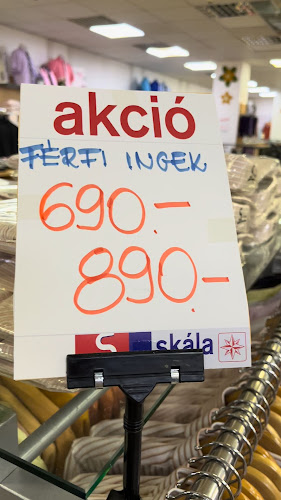 akció
FÉRFI INGEK
690.-
890.-
S skála